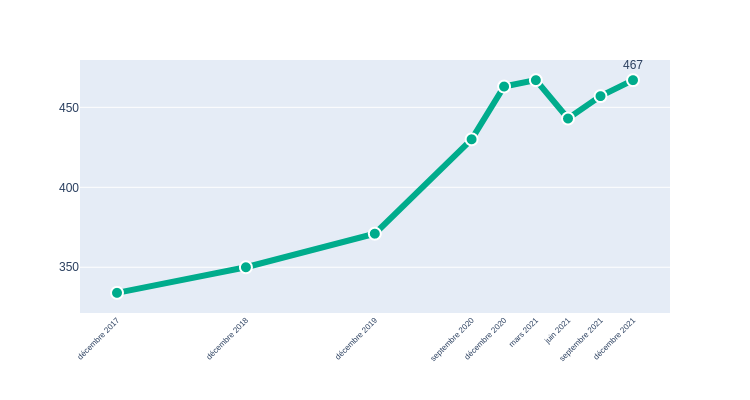 467
450
400
350
décembre 2017
décembre 2018
décembre 2019
septembre 2020
décembre 2020
mars 2021
juin 2021
septembre 2021
décembre 2021